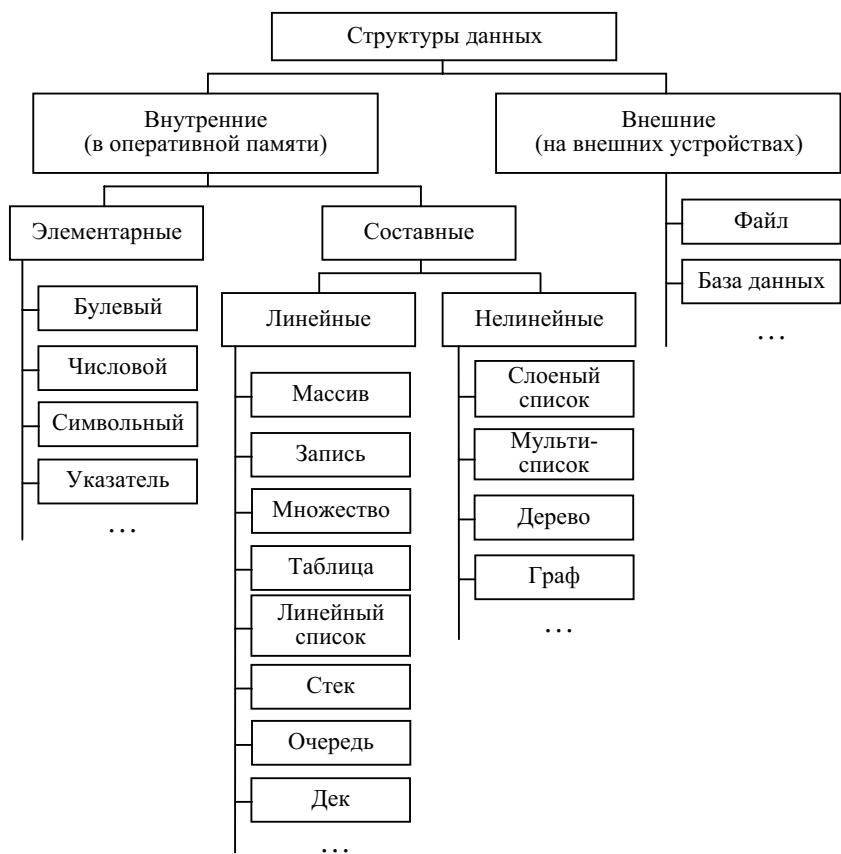 Структуры данных
Внутренние
(в оперативной памяти)
Внешние
(на внешних устройствах)
Элементарные
Булевый
Числовой
Символьный
Указатель
...
Составные
Линейные
Массив
Запись
Множество
Таблица
Линейный
список
Стек
Очередь
Дек
...
Нелинейные
Слоеный
список
Мульти-
список
Дерево
Граф
...
Файл
База данных
...